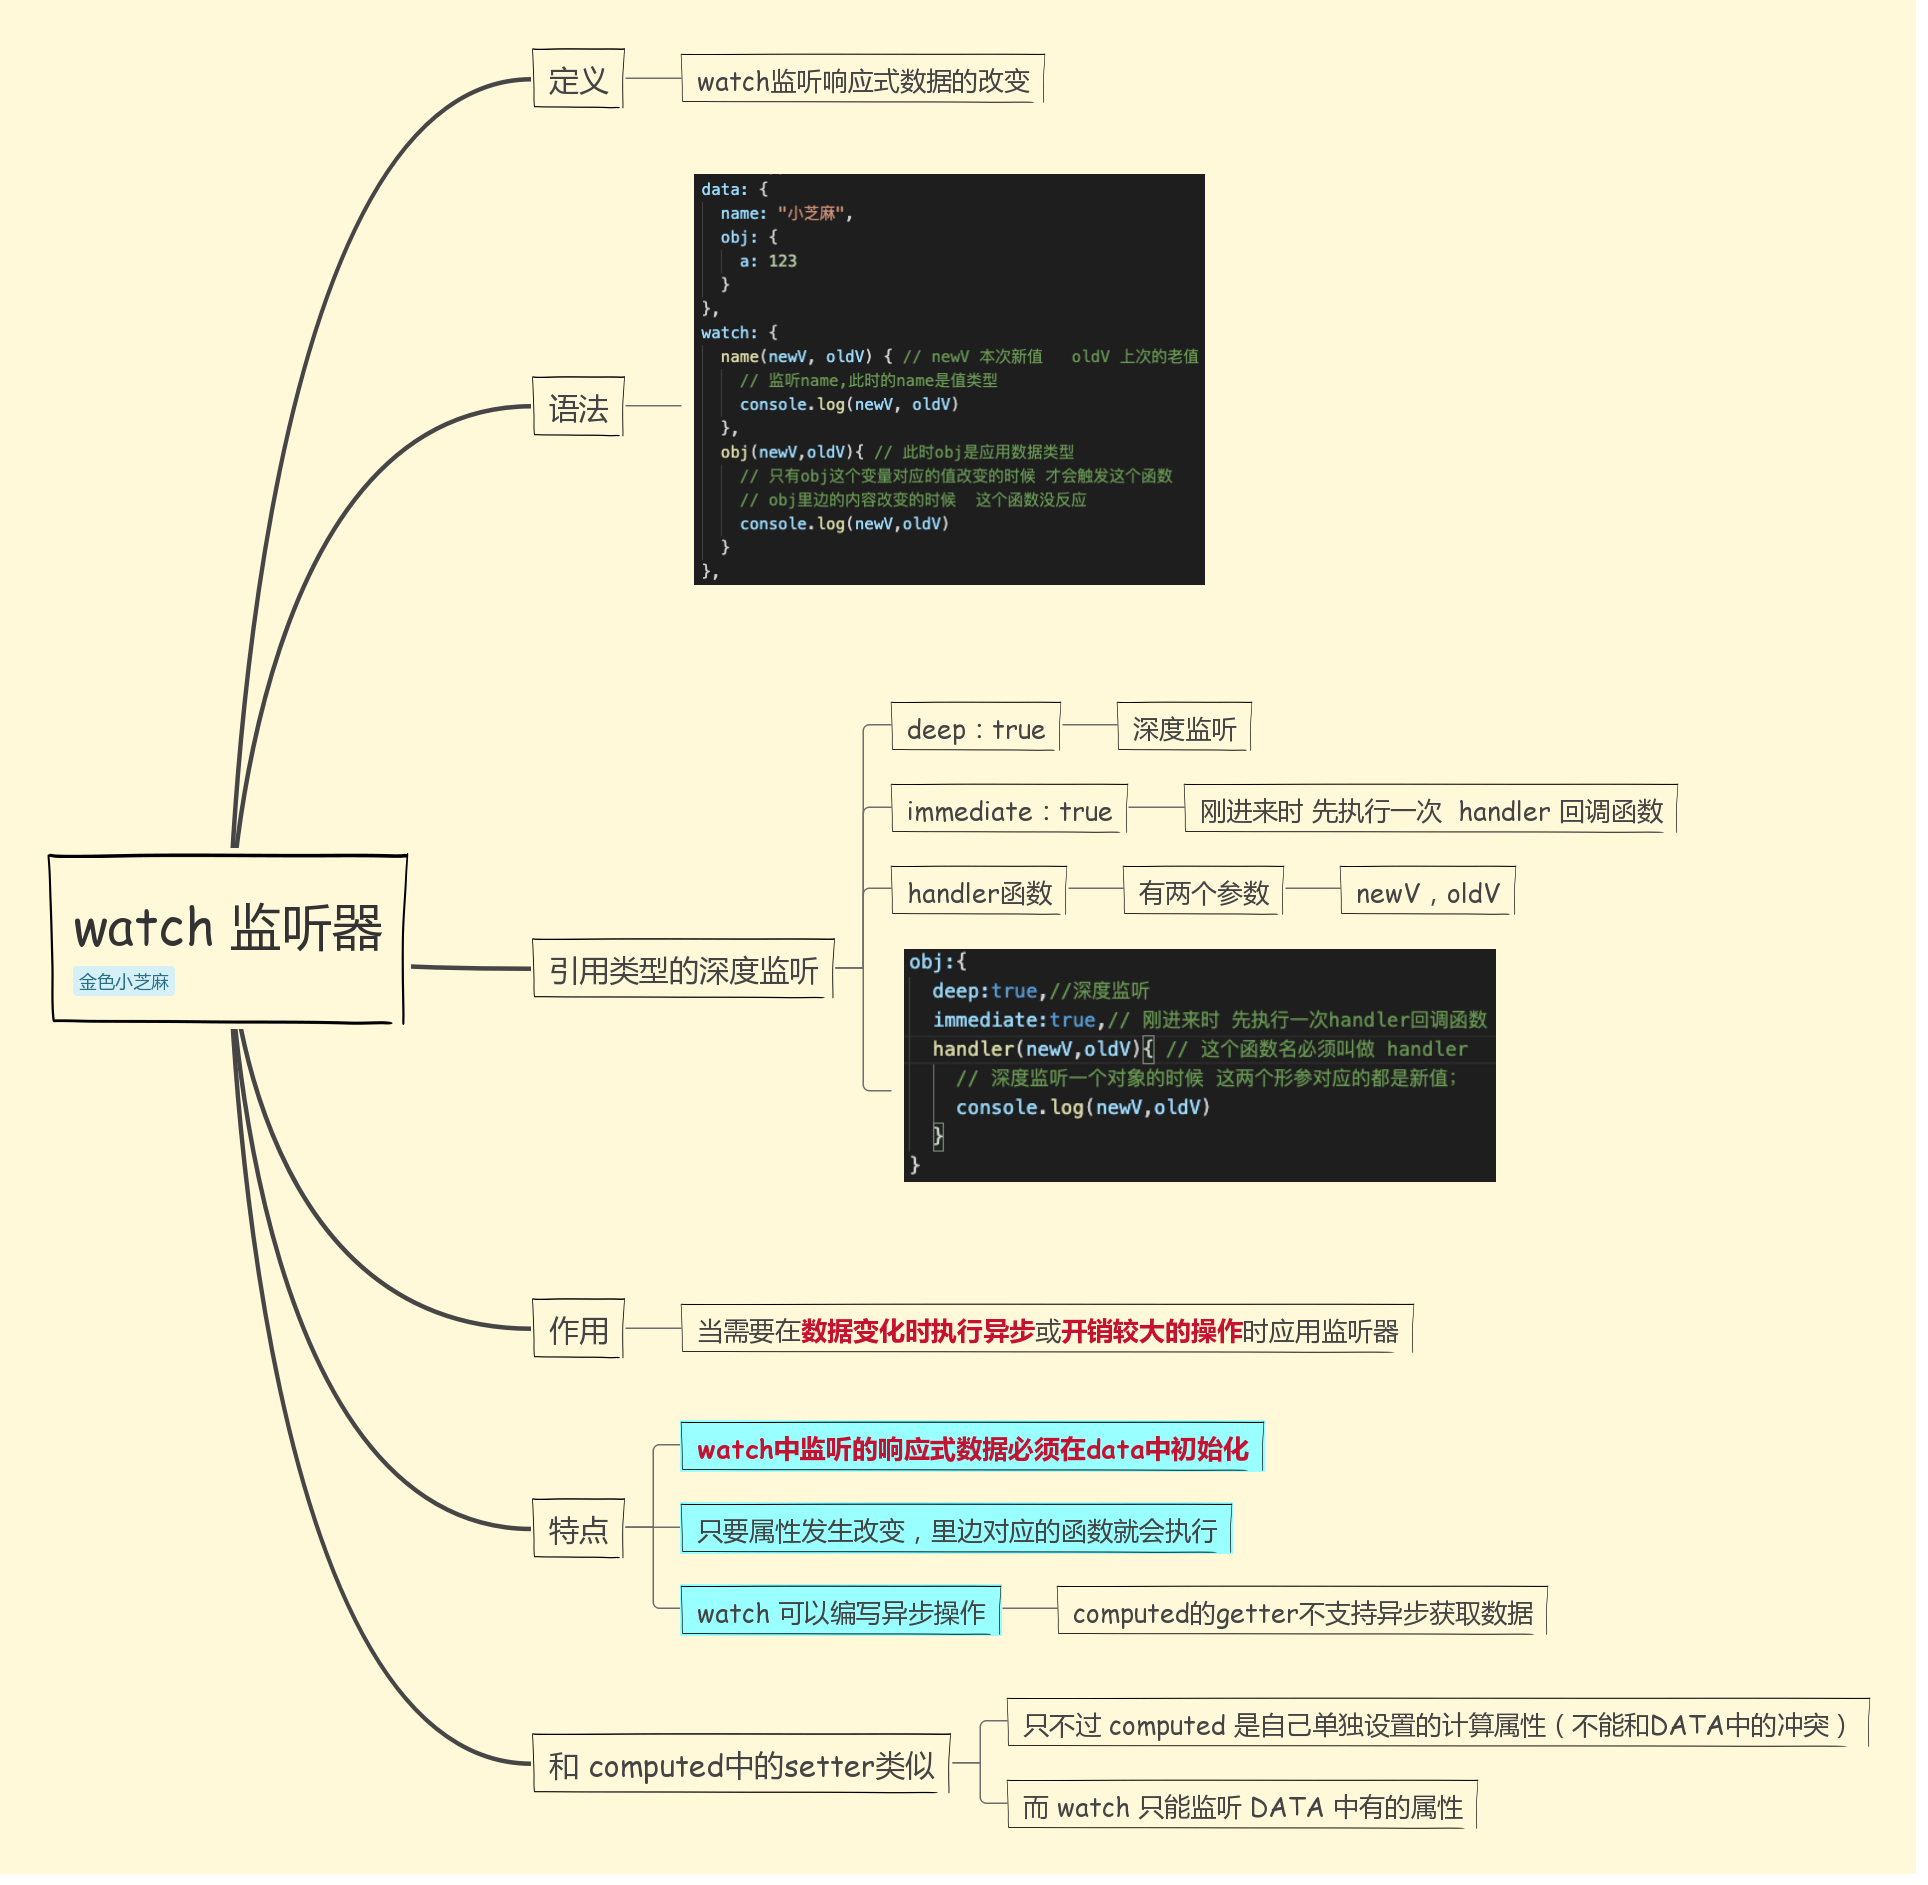 定义
watch监听响应式数据的改变
语法
data: {
name: "小芝麻",
obj: {
a: 123
}
},
watch: {
name(newV, oldV) { // newV 本次新值   oldV 上次的老值
// 监听name,此时的name是值类型
console.log(newV, oldV)
},
obj(newV,oldV){ // 此时obj是应用数据类型
// 只有obj这个变量对应的值改变的时候 才会触发这个函数
// obj里边的内容改变的时候  这个函数没反应
console.log(newV,oldV)
}
},
watch 监听器
金色小芝麻
引用类型的深度监听
deep：true
深度监听
immediate：true
刚进来时 先执行一次  handler 回调函数
handler函数
有两个参数
newV，oldV
obj:{
deep:true,//深度监听
immediate:true,// 刚进来时 先执行一次handler回调函数
handler(newV,oldV){ // 这个函数名必须叫做 handler
// 深度监听一个对象的时候 这两个形参对应的都是新值;
console.log(newV,oldV)
}
}
作用
当需要在数据变化时执行异步或开销较大的操作时应用监听器
特点
watch中监听的响应式数据必须在data中初始化
只要属性发生改变，里边对应的函数就会执行
watch 可以编写异步操作
computed的getter不支持异步获取数据
和 computed中的setter类似
只不过 computed 是自己单独设置的计算属性（不能和DATA中的冲突）
而 watch 只能监听 DATA 中有的属性